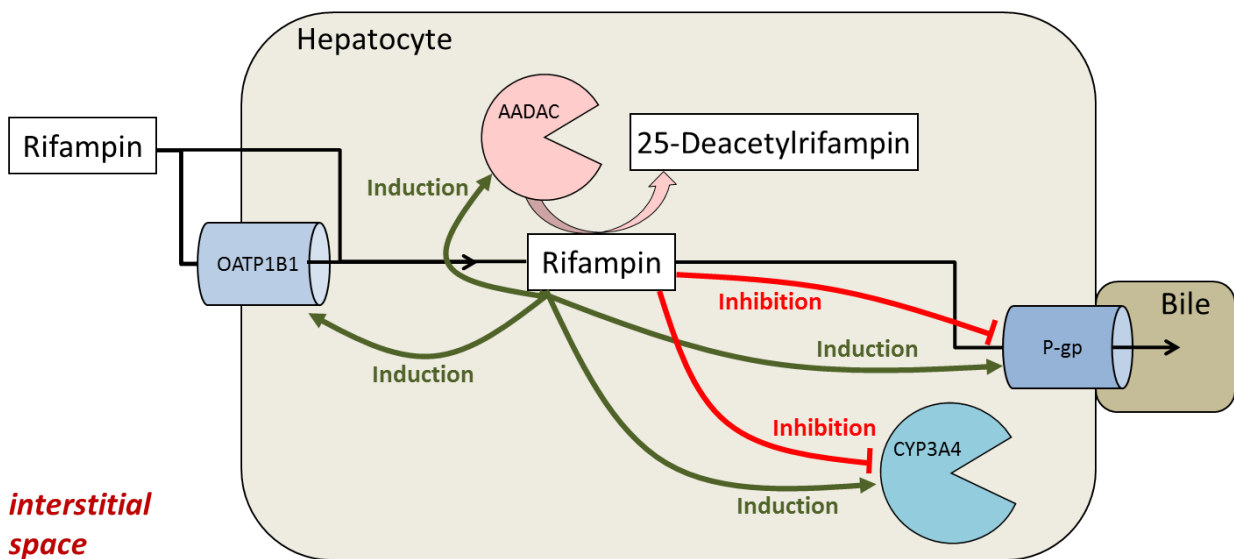 Hepatocyte
AADAC
Rifampin
25-Deacetylrifampin
Induction
OATP1B1
Rifampin
Inhibition
Bile
P-gp
Induction
Induction
Inhibition
CYP3A4
Induction
interstitial
space